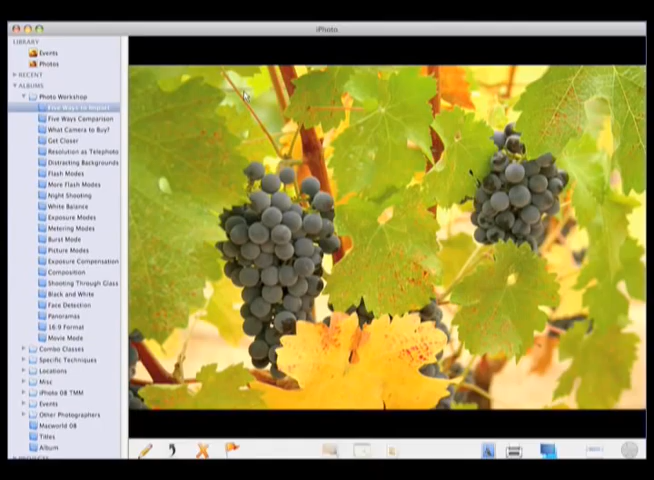 iPhoto
LIBRARY
Events
Photos
RECENT
ALBUMS
Photo Workshop
Five Ways to Import
Five Ways Comparison
What Camera to Buy?
Get Closer
Resolution as Telephoto
Distracting Backgrounds
Flash Modes
More Flash Modes
Night Shooting
White Balance
Exposure Modes
Metering Modes
Burst Mode
Picture Modes
Exposure Compensation
Composition
Shooting Through Glass
Black and White
Face Detection
Panoramas
16:9 Format
Movie Mode
Combo Classes
Specific Techniques
Locations
Misc
iPhoto 08 TMM
Events
Other Photographers
Macworld 08
Titles
Album
PROJECTS